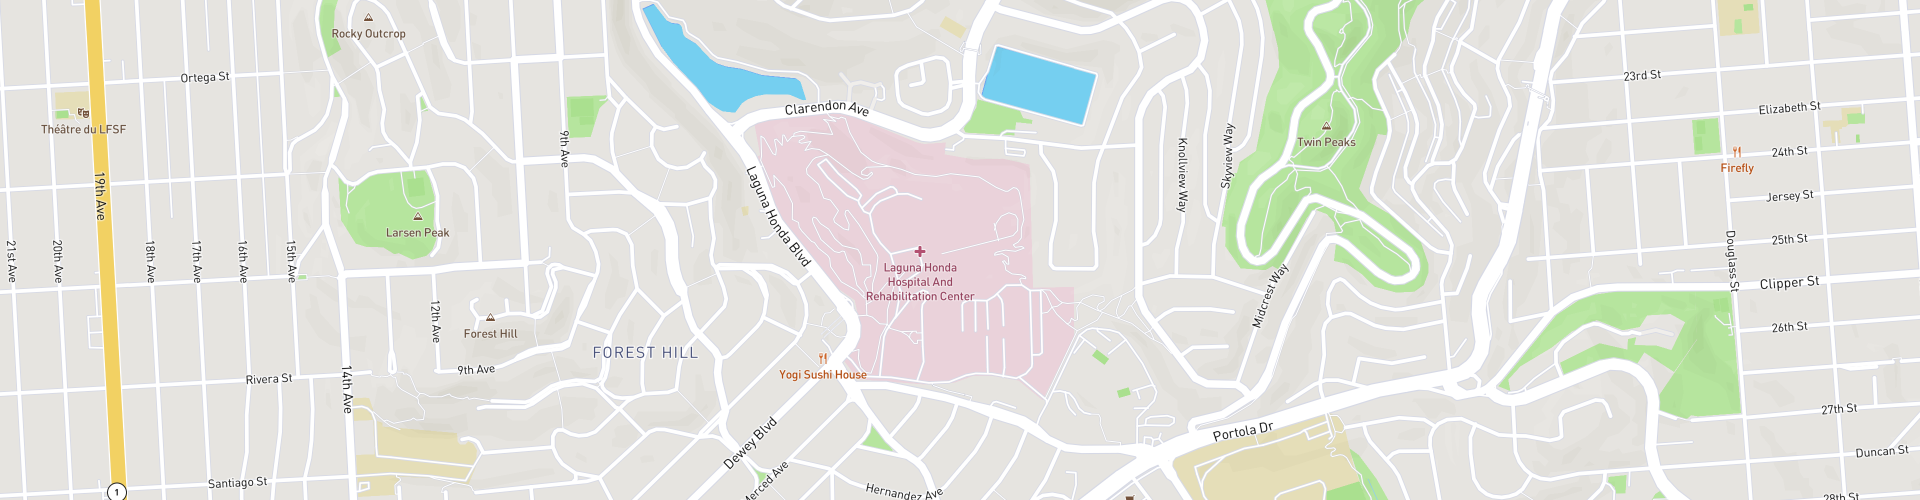 Rocky Outcrop
Ortega St
Théâtre du LFSF
9th Ave
19th Ave
Larsen Peak
21st Ave
20th Ave
18th Ave
17th Ave
16th Ave
15th Ave
12th Ave
Forest Hill
9th Ave
FOREST HILL
Rivera St
14th Ave
Santiago St
1
Clarendon Ave
Laguna Honda Blvd
Laguna Honda
Hospital And
Rehabilitation Center
Yogi Sushi House
Dewey Blvd
Merced Ave
Hernandez Ave
Knollview Way
Skyview Way
Twin Peaks
Midcrest Way
Portola Dr
23rd St
Elizabeth St
24th St
Firefly
Jersey St
25th St
Douglass St
Clipper St
26th St
27th St
Duncan St
28th St